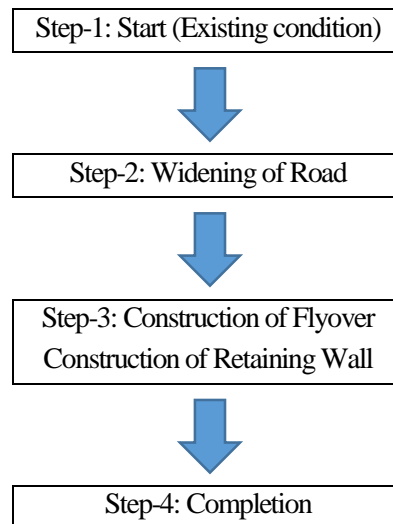 Step-1: Start (Existing condition)
Step-2: Widening of Road
Step-3: Construction of Flyover
Construction of Retaining Wall
Step-4: Completion